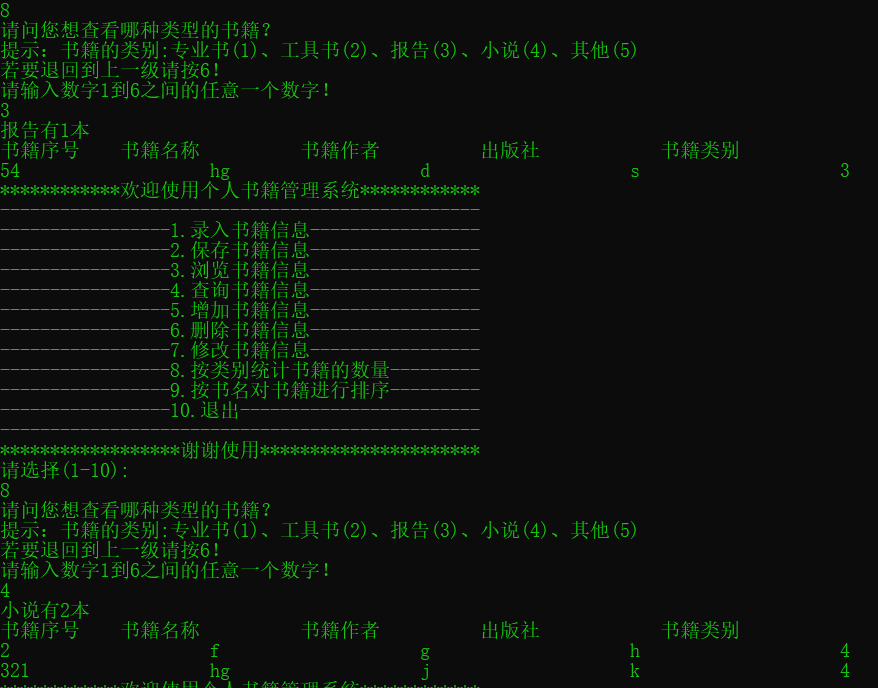 8
请问您想查看哪种类型的书籍?
提示: 书籍的类别:专业书(1)、工具书(2)、报告(3)、小说(4)、其他(5)
若要退回到上一级请按6!
请输入数字1到6之间的任意一个数字!
3
报告有1本
书籍序号 书籍名称 书籍作者 出版社 书籍类别
54 hg d s 3
************欢迎使用个人书籍管理系统************
------------------------------------------------
-----------------1.录入书籍信息-----------------
-----------------2.保存书籍信息-----------------
-----------------3.浏览书籍信息-----------------
-----------------4.查询书籍信息-----------------
-----------------5.增加书籍信息-----------------
-----------------6.删除书籍信息-----------------
-----------------7.修改书籍信息-----------------
-----------------8.按类别统计书籍的数量---------
-----------------9.按书名对书籍进行排序---------
-----------------10.退出------------------------
------------------------------------------------
******************谢谢使用**********************
请选择(1-10):
8
请问您想查看哪种类型的书籍?
提示: 书籍的类别:专业书(1)、工具书(2)、报告(3)、小说(4)、其他(5)
若要退回到上一级请按6!
请输入数字1到6之间的任意一个数字!
4
小说有2本
书籍序号 书籍名称 书籍作者 出版社 书籍类别
2 f g h 4
321 hg j k 4
************欢迎使用个人书籍管理系统************